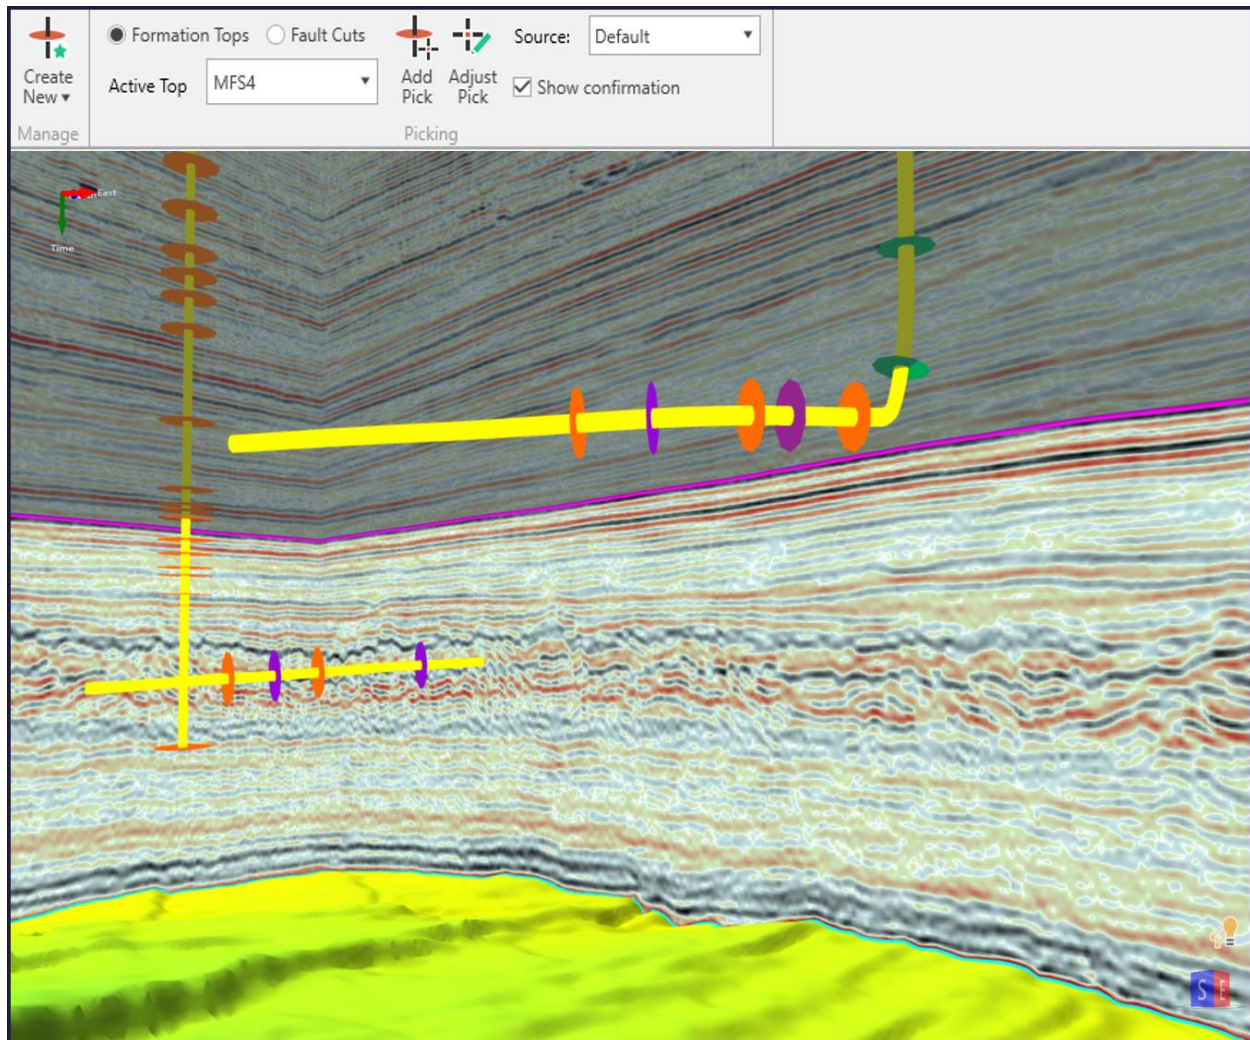 Formation Tops
Fault Cuts
Source:
Default
Create
New
Active Top
MFS4
Add
Pick
Adjust
Pick
Show confirmation
Manage
Picking
East
Time
S E